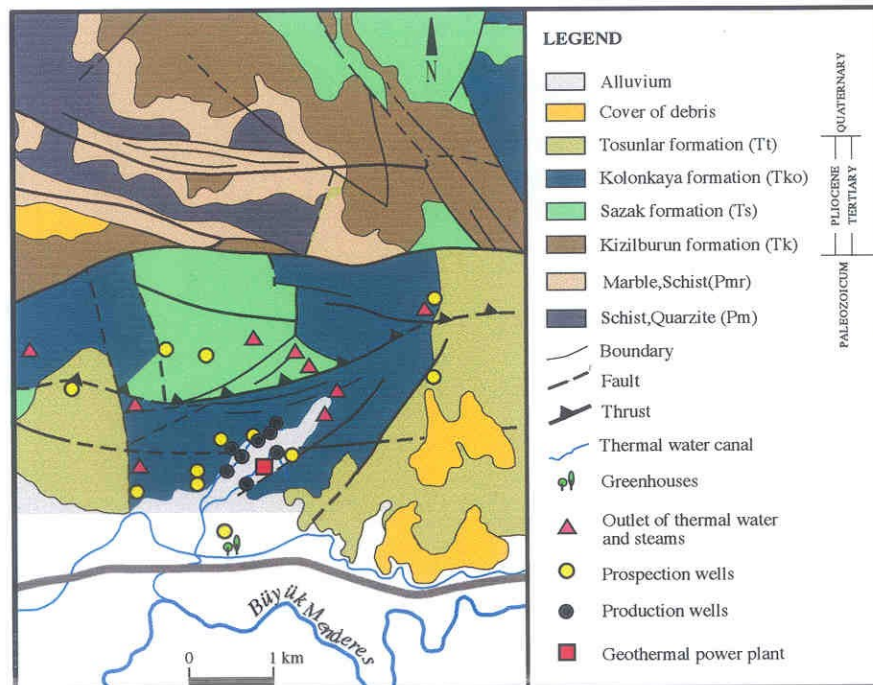 N
Büyük Menderes
0 1 km
LEGEND
Alluvium
Cover of debris
Tosunlar formation (Tt)
Kolonkaya formation (Tko)
Sazak formation (Ts)
Kizilburun formation (Tk)
Marble,Schist(Pmr)
Schist,Quarzite (Pm)
Boundary
Fault
Thrust
Thermal water canal
Greenhouses
Outlet of thermal water
and steams
Prospection wells
Production wells
Geothermal power plant
QUATERNARY
PLIOCENE
TERTIARY
PALEOZOICUM